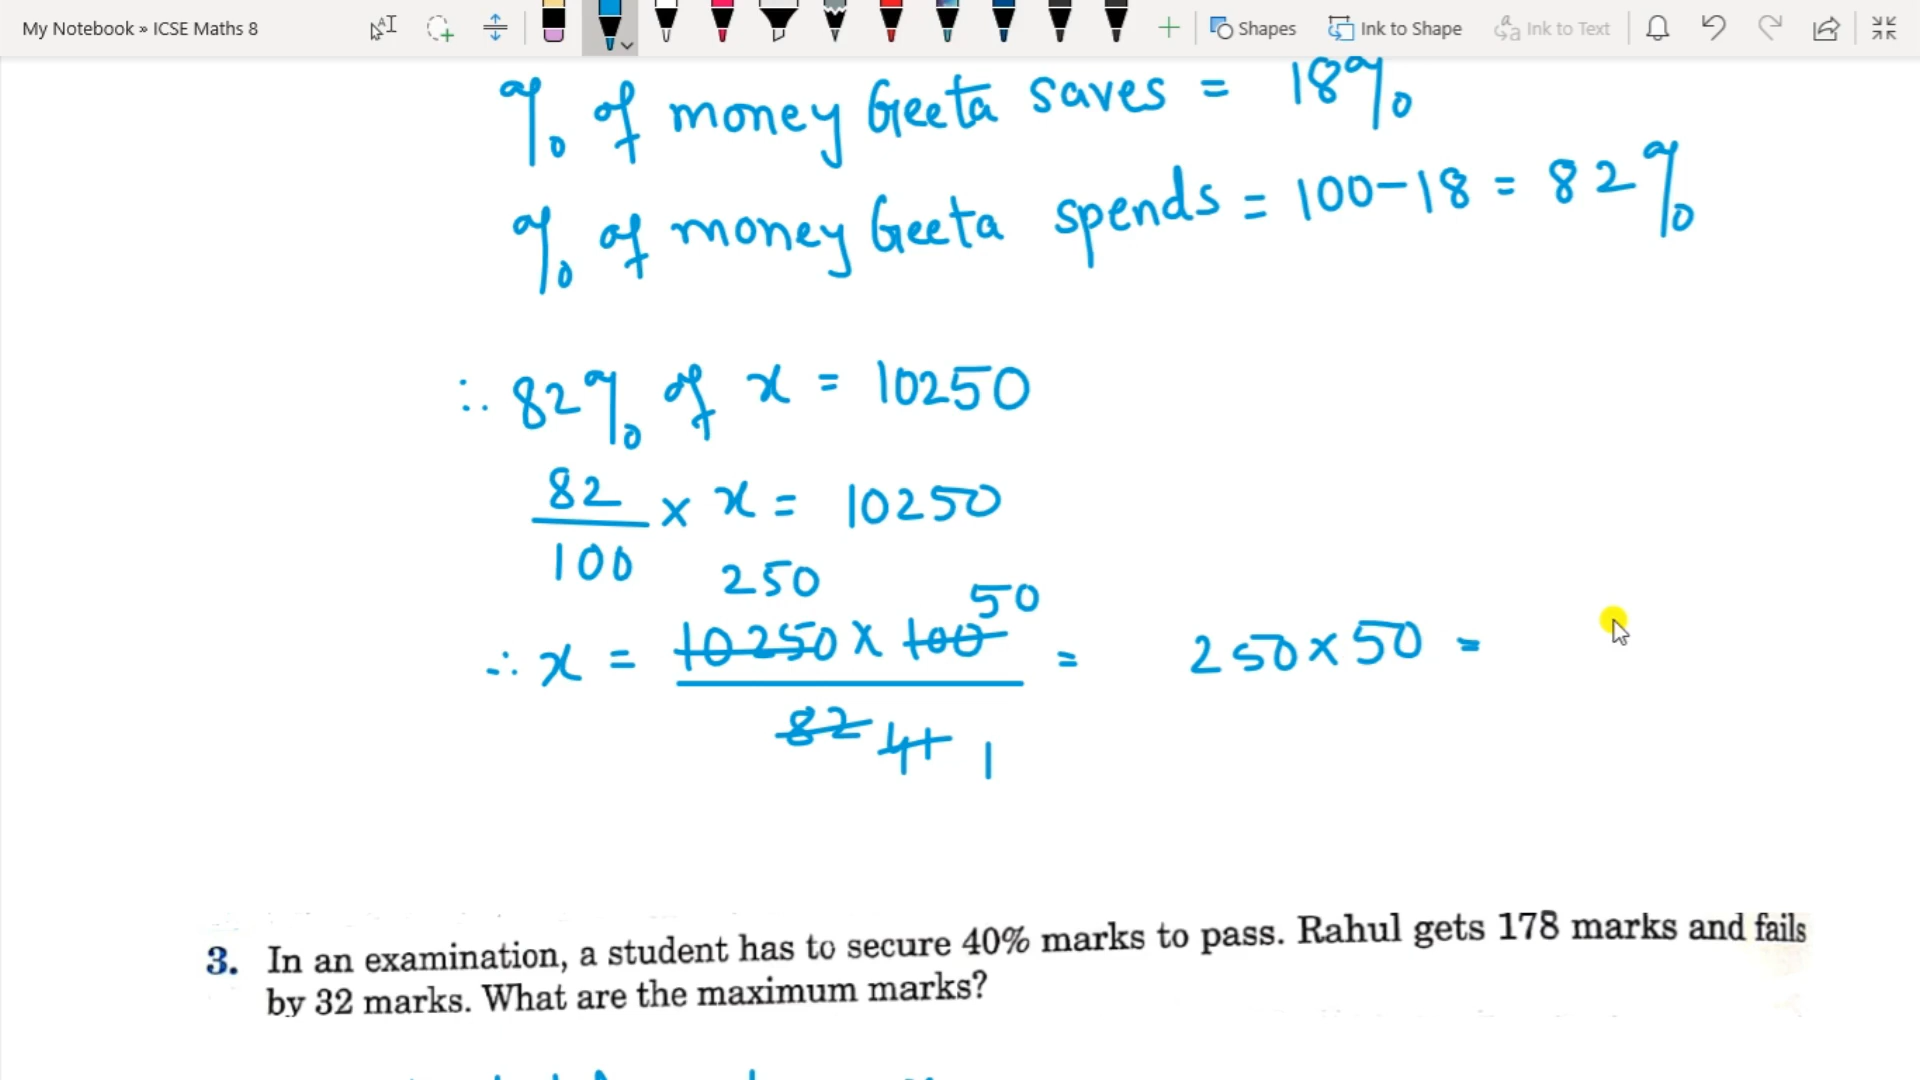 My Notebook » ICSE Maths 8 Shapes Ink to Shape Ink to Text
% of money Geeta saves = 18%
% of money Geeta spends = 100-18 = 82%
∴ 82% of x = 10250
82/100 × x = 10250
250 50
∴ x = 10250 × 100 = 250×50 =
82 41 1
3. In an examination, a student has to secure 40% marks to pass. Rahul gets 178 marks and fails
by 32 marks. What are the maximum marks?